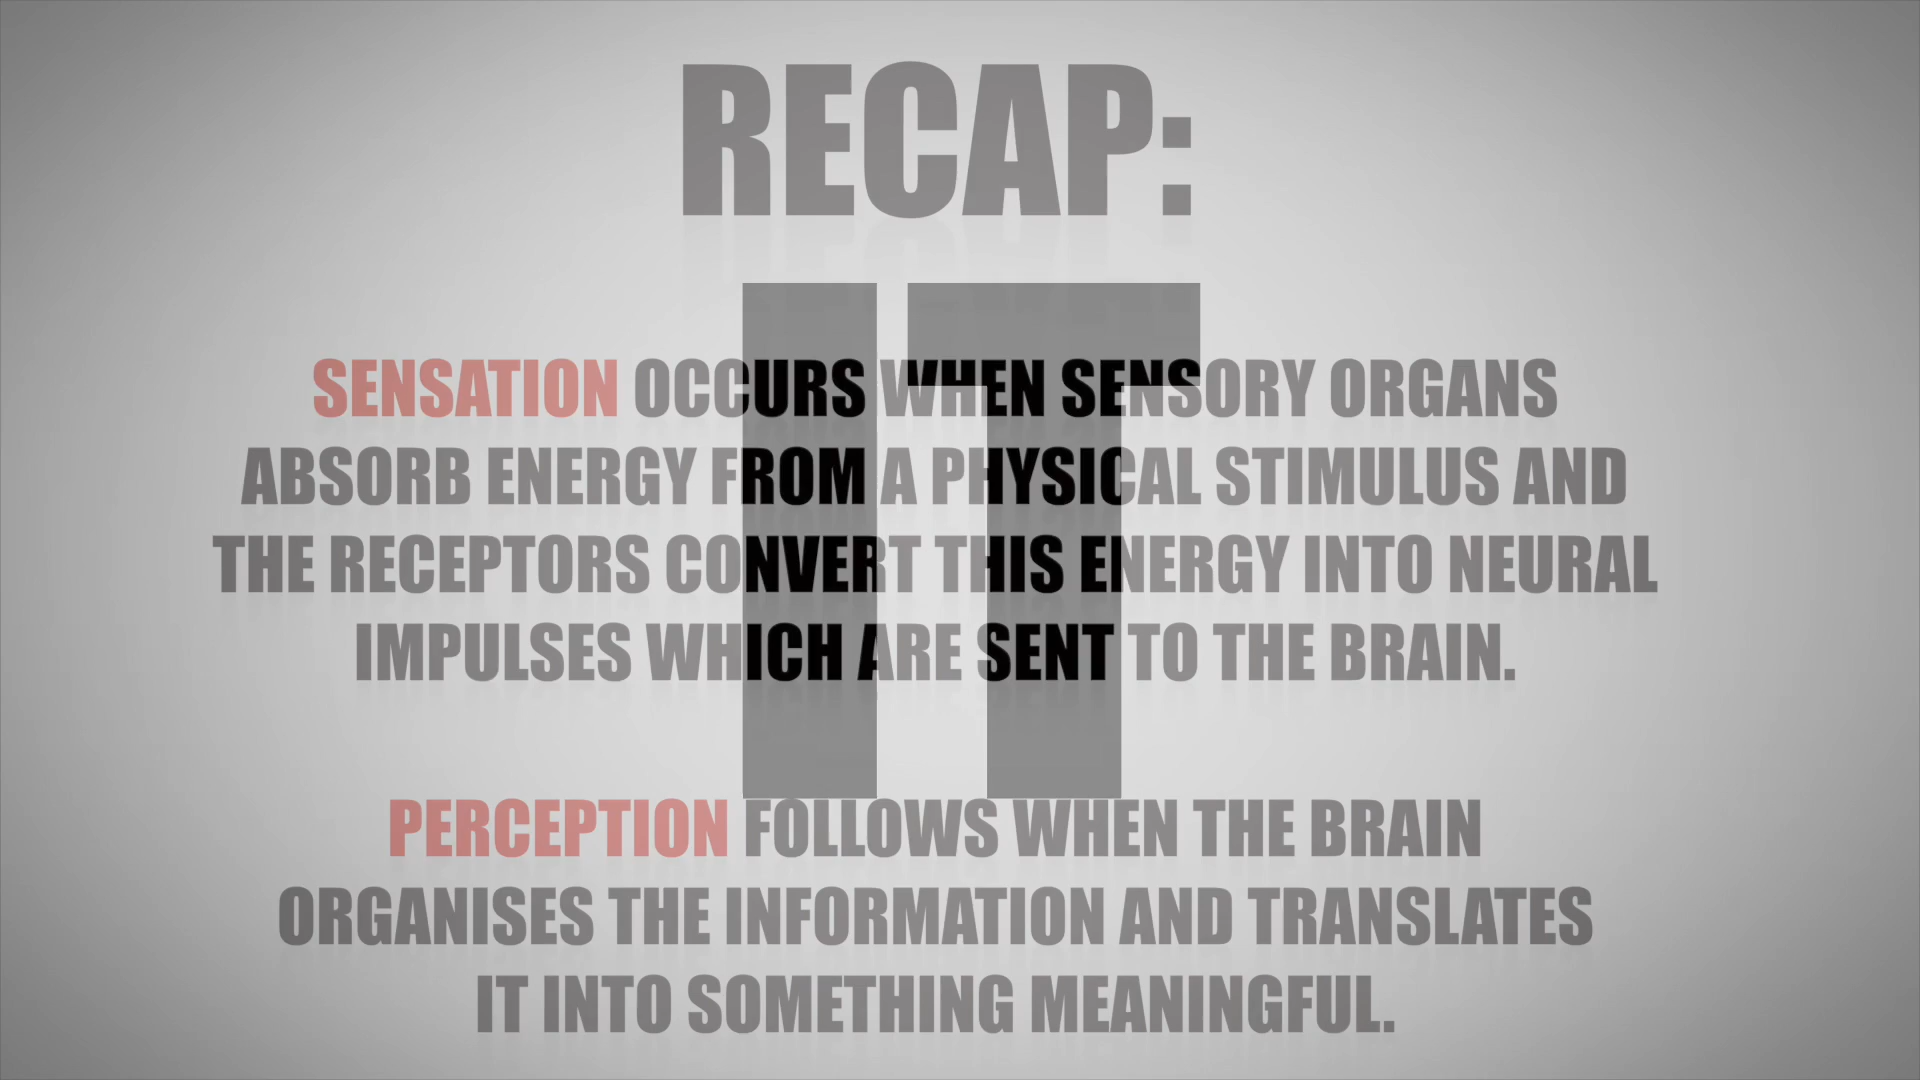 RECAP:
IT
SENSATION OCCURS WHEN SENSORY ORGANS
ABSORB ENERGY FROM A PHYSICAL STIMULUS AND
THE RECEPTORS CONVERT THIS ENERGY INTO NEURAL
IMPULSES WHICH ARE SENT TO THE BRAIN.
PERCEPTION FOLLOWS WHEN THE BRAIN
ORGANISES THE INFORMATION AND TRANSLATES
IT INTO SOMETHING MEANINGFUL.